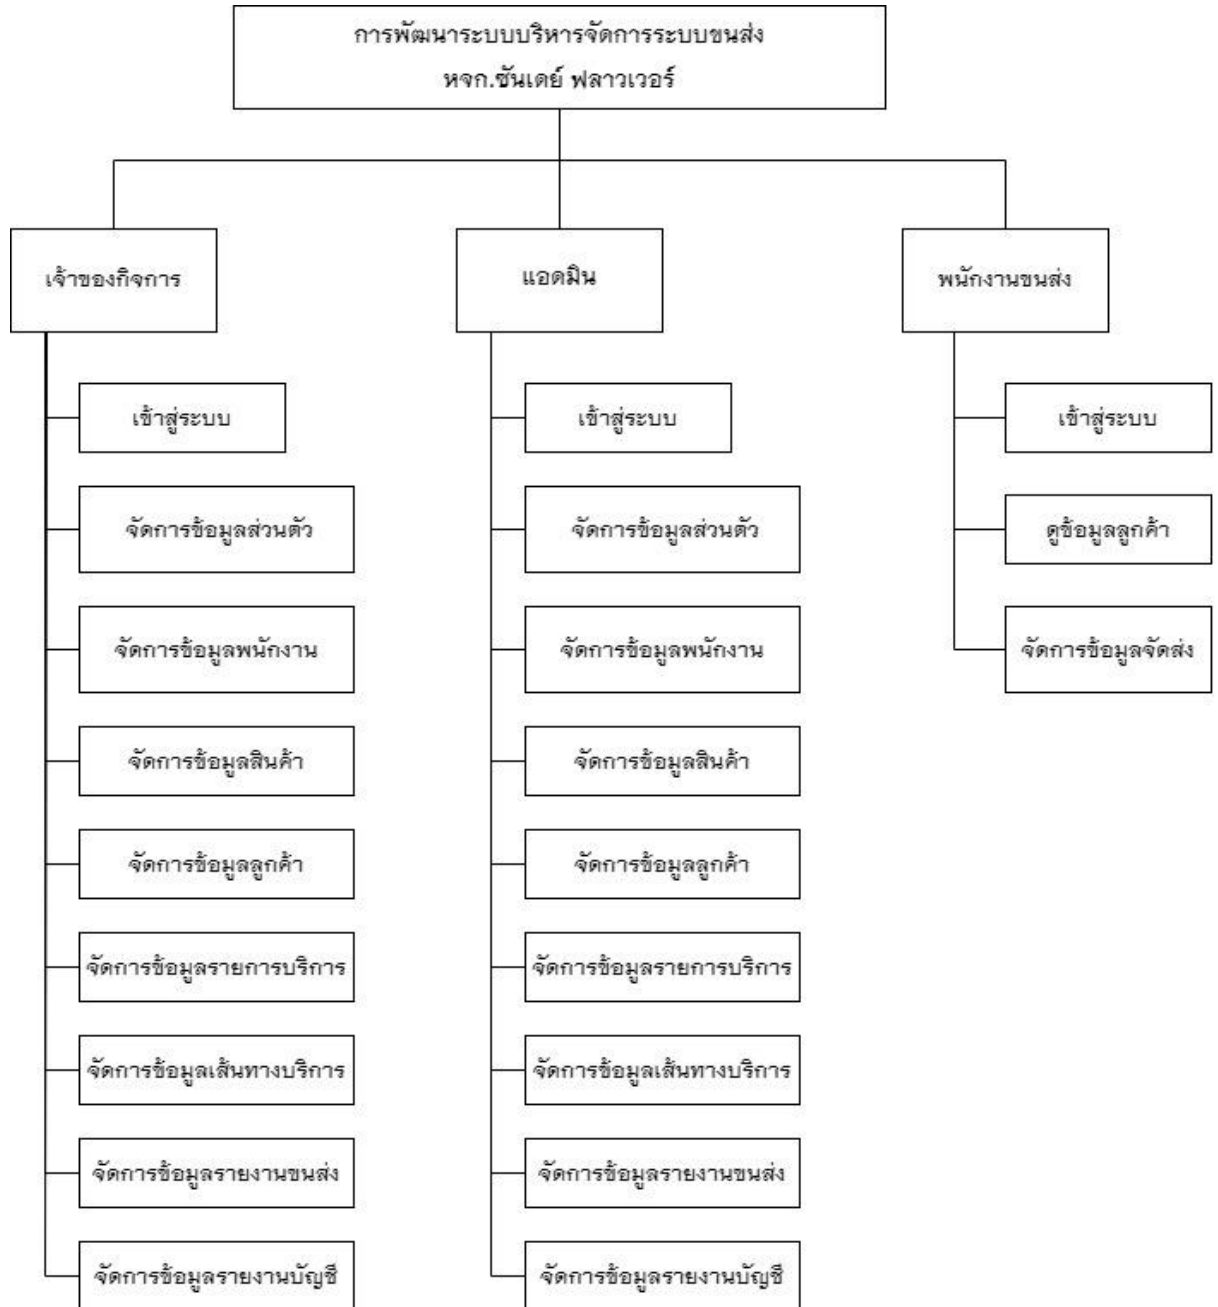 การพัฒนาระบบบริหารจัดการระบบขนส่ง
หจก.ซันเดย์ ฟลาวเวอร์
เจ้าของกิจการ
แอดมิน
พนักงานขนส่ง
เข้าสู่ระบบ
จัดการข้อมูลส่วนตัว
จัดการข้อมูลพนักงาน
จัดการข้อมูลสินค้า
จัดการข้อมูลลูกค้า
จัดการข้อมูลรายการบริการ
จัดการข้อมูลเส้นทางบริการ
จัดการข้อมูลรายงานขนส่ง
จัดการข้อมูลรายงานบัญชี
เข้าสู่ระบบ
จัดการข้อมูลส่วนตัว
จัดการข้อมูลพนักงาน
จัดการข้อมูลสินค้า
จัดการข้อมูลลูกค้า
จัดการข้อมูลรายการบริการ
จัดการข้อมูลเส้นทางบริการ
จัดการข้อมูลรายงานขนส่ง
จัดการข้อมูลรายงานบัญชี
เข้าสู่ระบบ
ดูข้อมูลลูกค้า
จัดการข้อมูลจัดส่ง